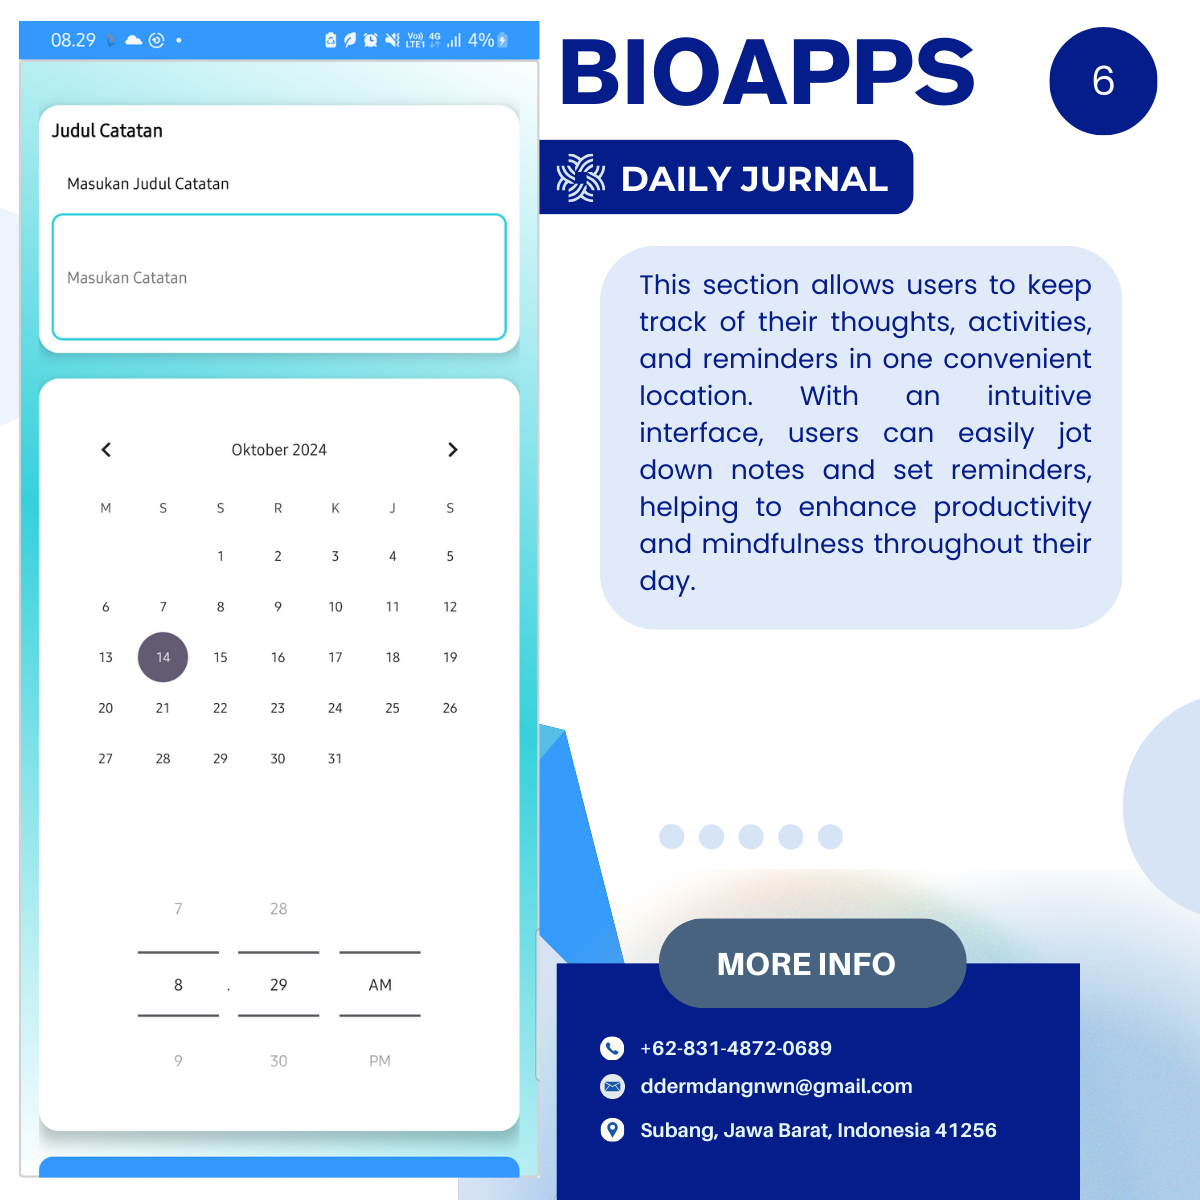 08.29
Vo)) 4G
LTE1
4%
Judul Catatan
Masukan Judul Catatan
Masukan Catatan
Oktober 2024
M S S R K J S
1 2 3 4 5
6 7 8 9 10 11 12
13 14 15 16 17 18 19
20 21 22 23 24 25 26
27 28 29 30 31
7 28
8 . 29 AM
9 30 PM
BIOAPPS
6
DAILY JURNAL
This section allows users to keep
track of their thoughts, activities,
and reminders in one convenient
location. With an intuitive
interface, users can easily jot
down notes and set reminders,
helping to enhance productivity
and mindfulness throughout their
day.
MORE INFO
+62-831-4872-0689
ddermdangnwn@gmail.com
Subang, Jawa Barat, Indonesia 41256